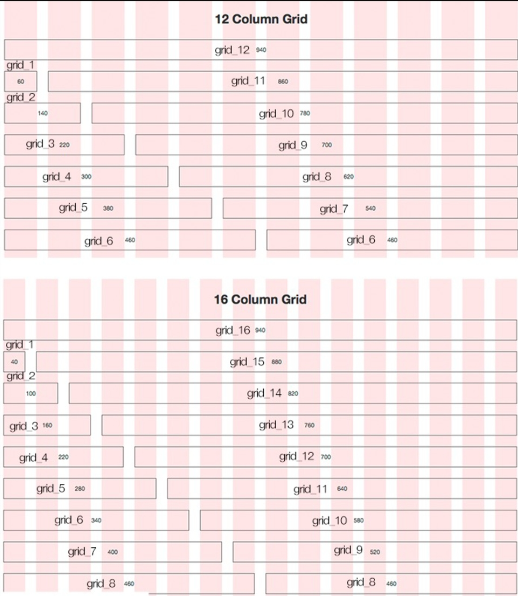 12 Column Grid
grid_12 940
grid_1
60 grid_11 860
grid_2
140 grid_10 780
grid_3 220 grid_9 700
grid_4 300 grid_8 620
grid_5 380 grid_7 540
grid_6 460 grid_6 460
16 Column Grid
grid_16 940
grid_1
40 grid_15 880
grid_2
100 grid_14 820
grid_3 160 grid_13 760
grid_4 220 grid_12 700
grid_5 280 grid_11 640
grid_6 340 grid_10 580
grid_7 400 grid_9 520
grid_8 460 grid_8 460